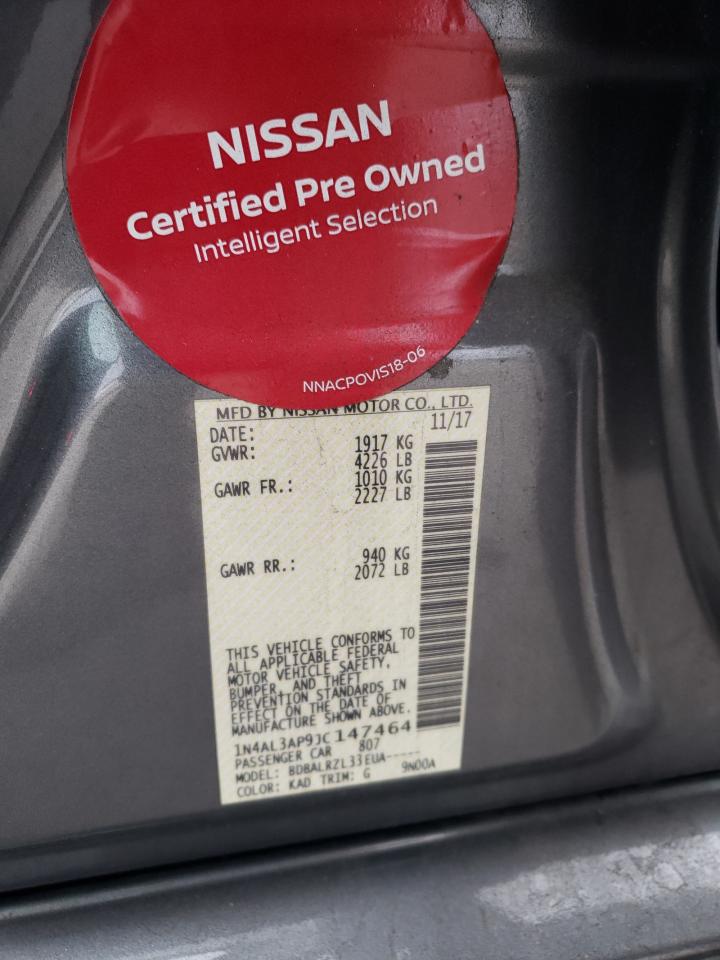 NISSAN
Certified Pre Owned
Intelligent Selection
NNACPOVIS18-06
MFD BY NISSAN MOTOR CO., LTD.
DATE: 11/17
GVWR: 1917 KG
4226 LB
GAWR FR.: 1010 KG
2227 LB
GAWR RR.: 940 KG
2072 LB
THIS VEHICLE CONFORMS TO
ALL APPLICABLE FEDERAL
MOTOR VEHICLE SAFETY,
BUMPER, AND THEFT
PREVENTION STANDARDS IN
EFFECT ON THE DATE OF
MANUFACTURE SHOWN ABOVE.
1N4AL3AP9JC147464
PASSENGER CAR 807
MODEL: BDBALRZL33EUA-----
COLOR: KAD TRIM: G 9N00A